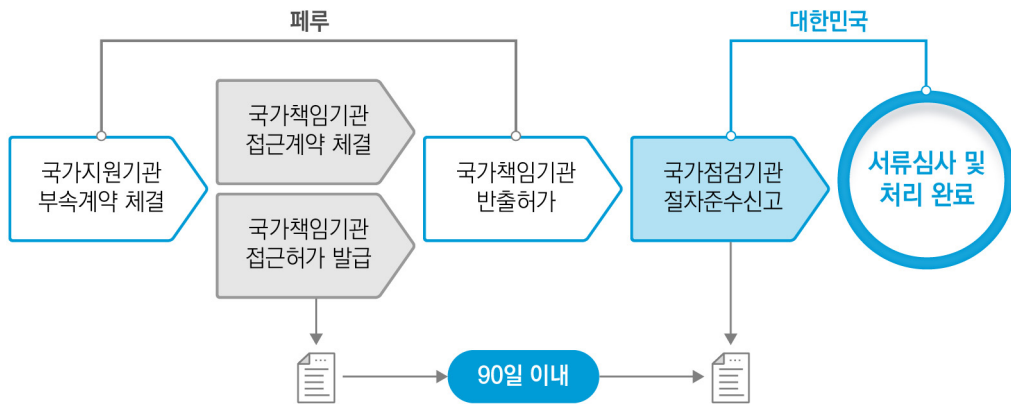 페루
대한민국
국가지원기관
부속계약 체결
국가책임기관
접근계약 체결
국가책임기관
접근허가 발급
국가책임기관
반출허가
국가점검기관
절차준수신고
서류심사 및
처리 완료
90일 이내